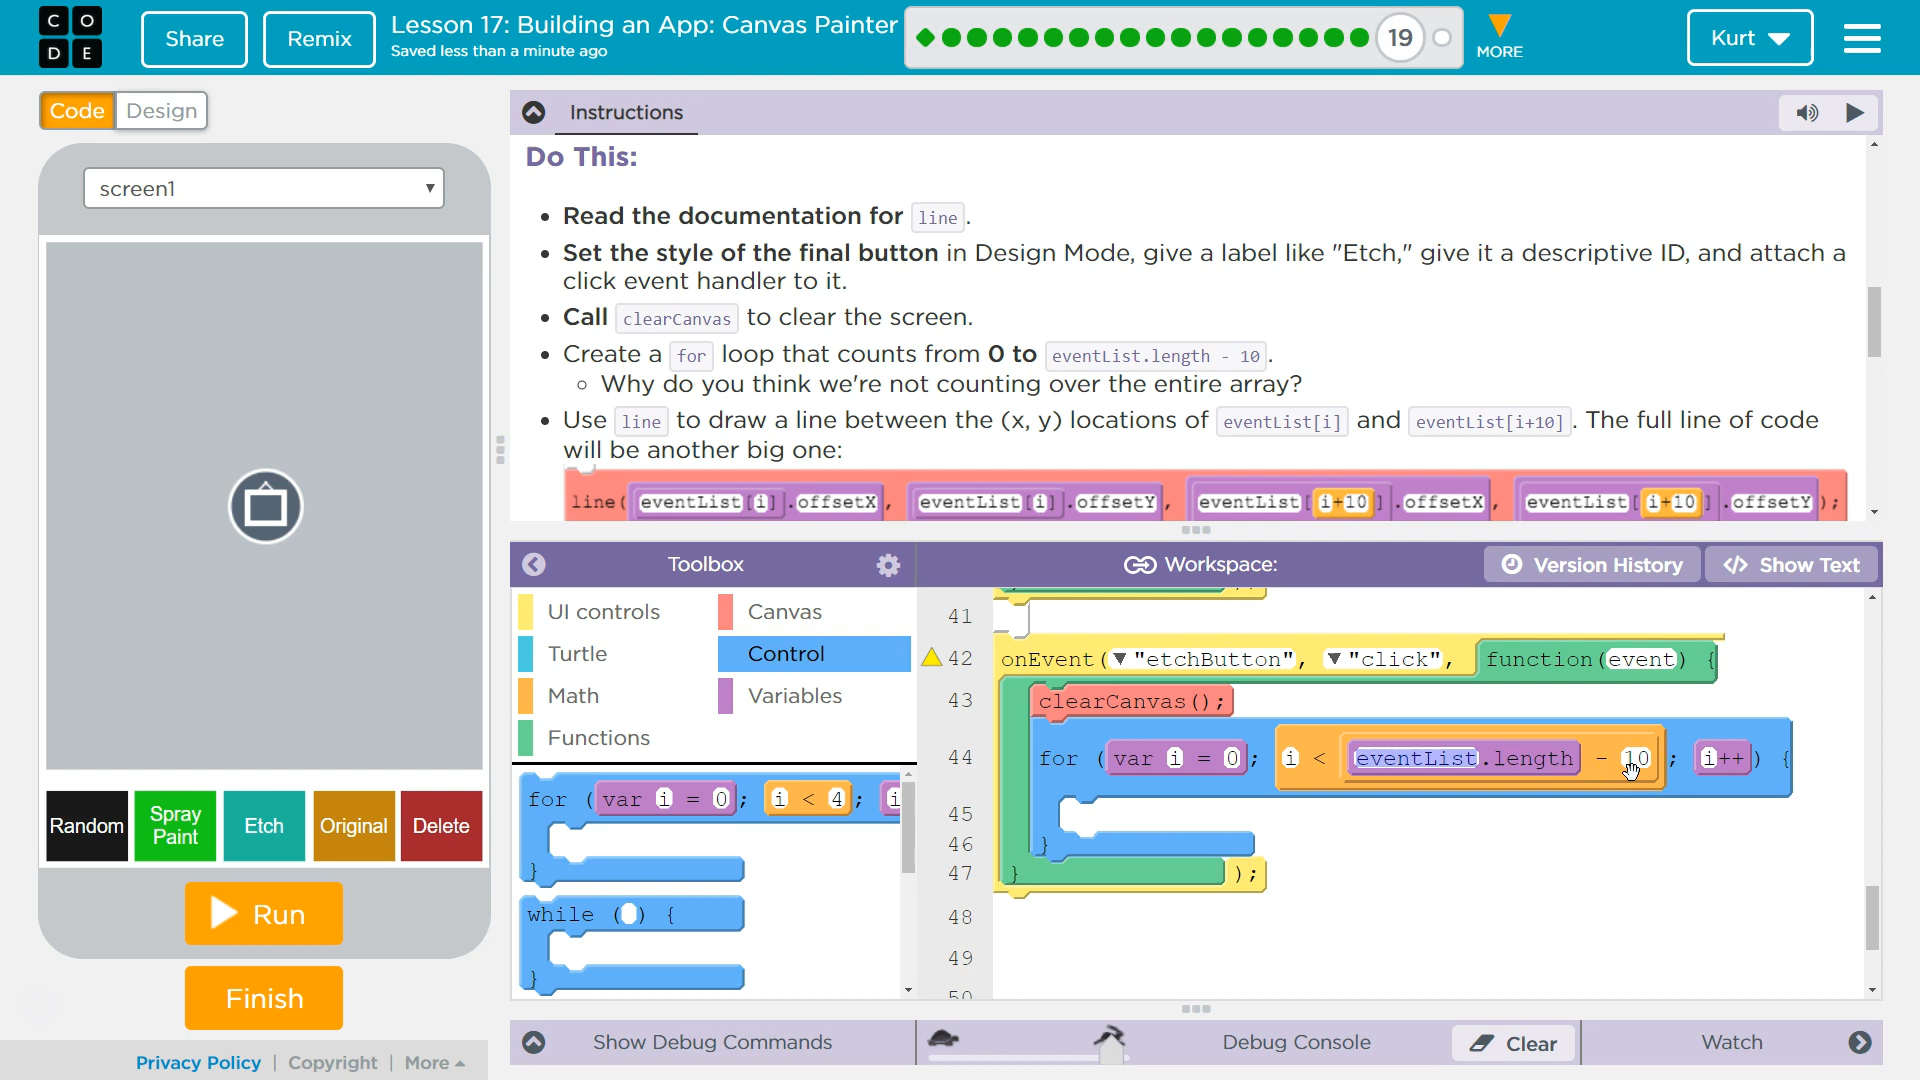 C O D E
Share
Remix
Lesson 17: Building an App: Canvas Painter
Saved less than a minute ago
19
MORE
Kurt
Code
Design
screen1
Random
Spray
Paint
Etch
Original
Delete
Run
Finish
Privacy Policy | Copyright | More
Instructions
Do This:
Read the documentation for line.
Set the style of the final button in Design Mode, give a label like "Etch," give it a descriptive ID, and attach a
click event handler to it.
Call clearCanvas to clear the screen.
Create a for loop that counts from 0 to eventList.length - 10.
Why do you think we're not counting over the entire array?
Use line to draw a line between the (x, y) locations of eventList[i] and eventList[i+10]. The full line of code
will be another big one:
line(eventList[i].offsetX, eventList[i].offsetY, eventList[i+10].offsetX, eventList[i+10].offsetY);
Toolbox
Workspace:
Version History
</> Show Text
UI controls
Canvas
Turtle
Control
Math
Variables
Functions
for (var i = 0; i < 4; i
}
while () {
}
41
42 onEvent("etchButton", "click", function(event) {
43 clearCanvas();
44 for (var i = 0; i < eventList.length - 10; i++) {
45
46 }
47 });
48
49
50
Show Debug Commands
Debug Console
Clear
Watch